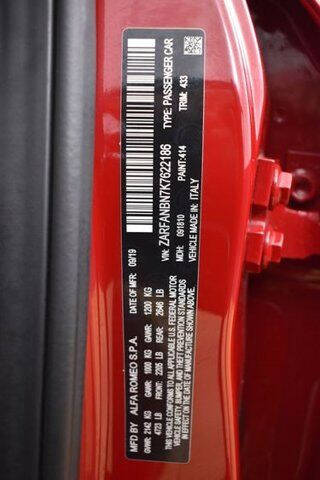 MFD BY ALFA ROMEO S.P.A. DATE OF MFR: 09/19
GVWR: 2142 KG GAWR: 1000 KG GAWR: 1200 KG
4723 LB FRONT: 2205 LB REAR: 2646 LB
THIS VEHICLE CONFORMS TO ALL APPLICABLE U.S. FEDERAL MOTOR
VEHICLE SAFETY, BUMPER, AND THEFT PREVENTION STANDARDS
IN EFFECT ON THE DATE OF MANUFACTURE SHOWN ABOVE.
VIN: ZARFANBN7K7622186 TYPE: PASSENGER CAR
MDH: 091810 PAINT: 414 TRIM: 433
VEHICLE MADE IN: ITALY